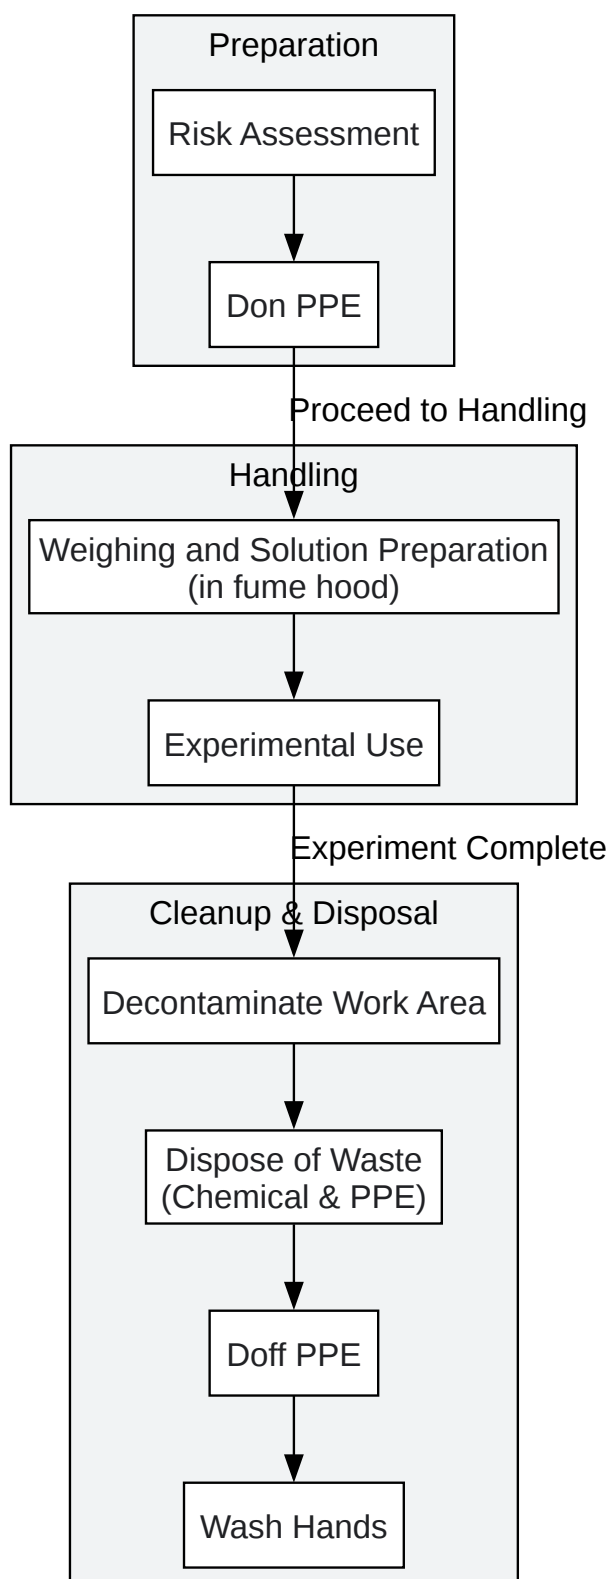 Preparation
Risk Assessment
Don PPE
Proceed to Handling
Handling
Weighing and Solution Preparation
(in fume hood)
Experimental Use
Experiment Complete
Cleanup & Disposal
Decontaminate Work Area
Dispose of Waste
(Chemical & PPE)
Doff PPE
Wash Hands